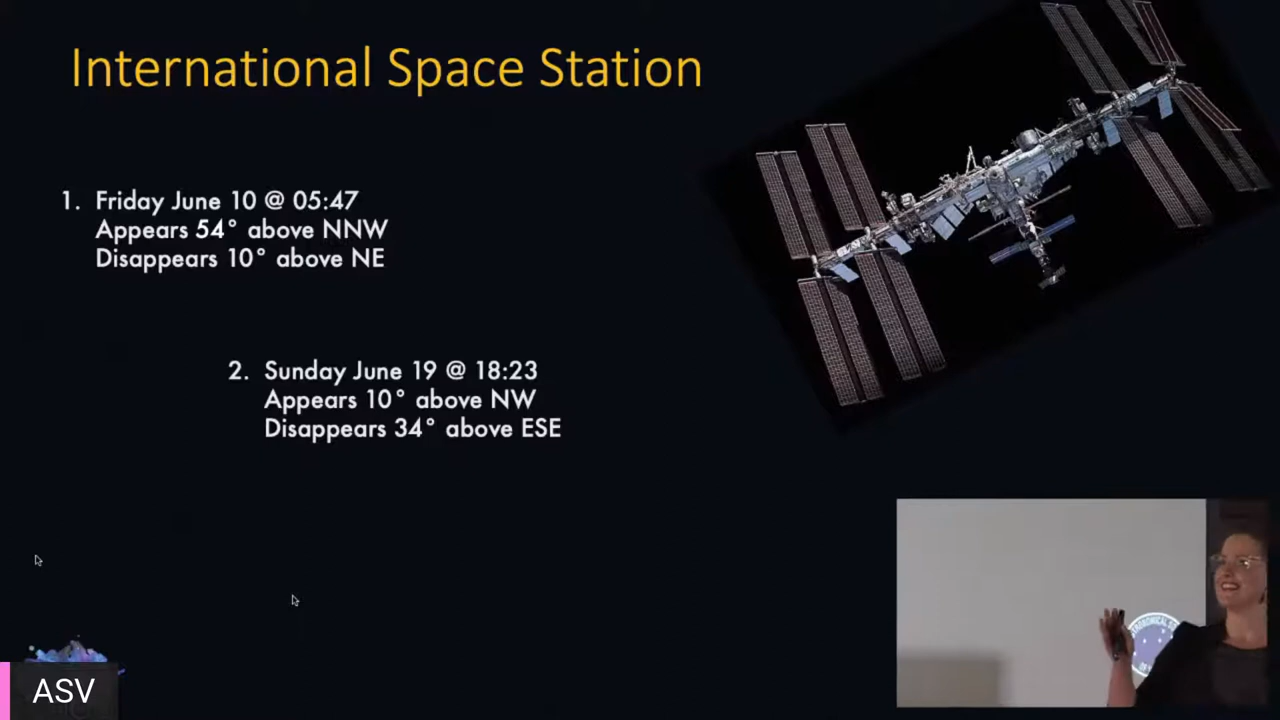 International Space Station
1. Friday June 10 @ 05:47
Appears 54° above NNW
Disappears 10° above NE
2. Sunday June 19 @ 18:23
Appears 10° above NW
Disappears 34° above ESE
ASV